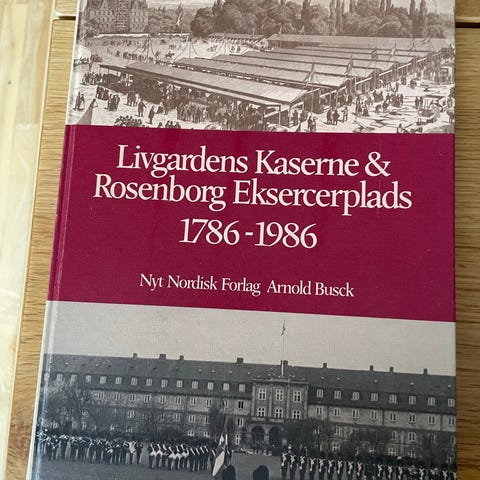 Livgardens Kaserne &
Rosenborg Eksercerplads
1786-1986
Nyt Nordisk Forlag Arnold Busck